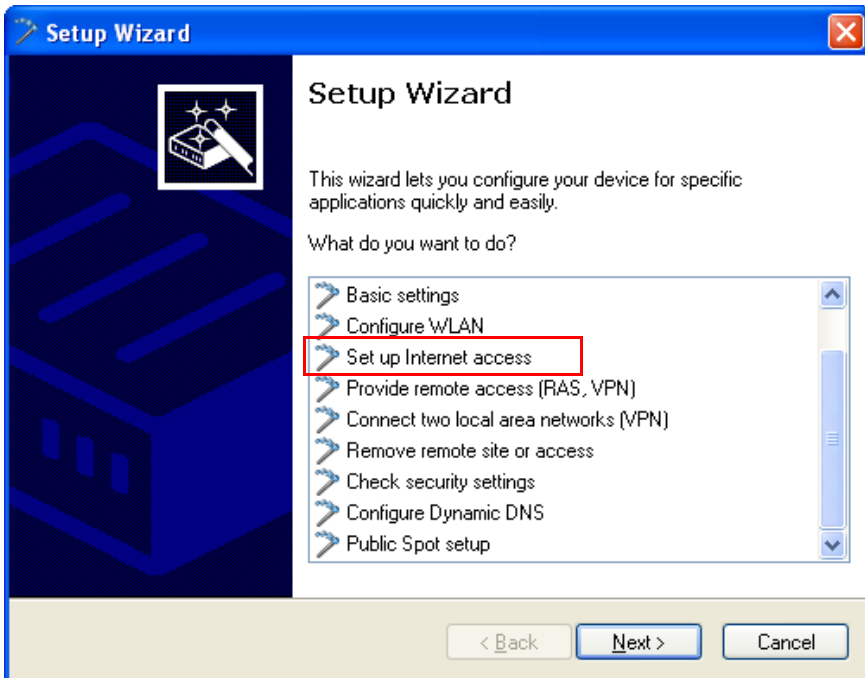 Setup Wizard
Setup Wizard
This wizard lets you configure your device for specific
applications quickly and easily.
What do you want to do?
Basic settings
Configure WLAN
Set up Internet access
Provide remote access (RAS, VPN)
Connect two local area networks (VPN)
Remove remote site or access
Check security settings
Configure Dynamic DNS
Public Spot setup
< Back Next > Cancel